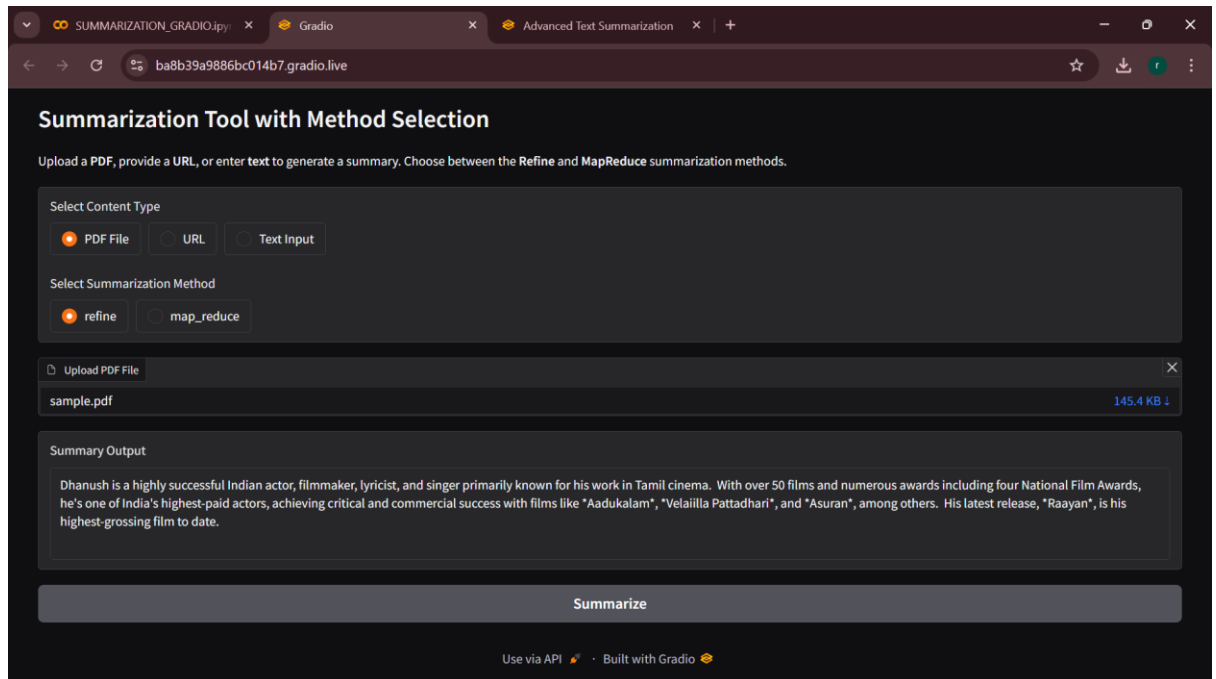 SUMMARIZATION_GRADIO.ipy
Gradio
Advanced Text Summarization
ba8b39a9886bc014b7.gradio.live
r
Summarization Tool with Method Selection
Upload a PDF, provide a URL, or enter text to generate a summary. Choose between the Refine and MapReduce summarization methods.
Select Content Type
PDF File
URL
Text Input
Select Summarization Method
refine
map_reduce
Upload PDF File
sample.pdf
145.4 KB ↓
Summary Output
Dhanush is a highly successful Indian actor, filmmaker, lyricist, and singer primarily known for his work in Tamil cinema. With over 50 films and numerous awards including four National Film Awards,
he's one of India's highest-paid actors, achieving critical and commercial success with films like *Aadukalam*, *Velaiilla Pattadhari*, and *Asuran*, among others. His latest release, *Raayan*, is his
highest-grossing film to date.
Summarize
Use via API · Built with Gradio